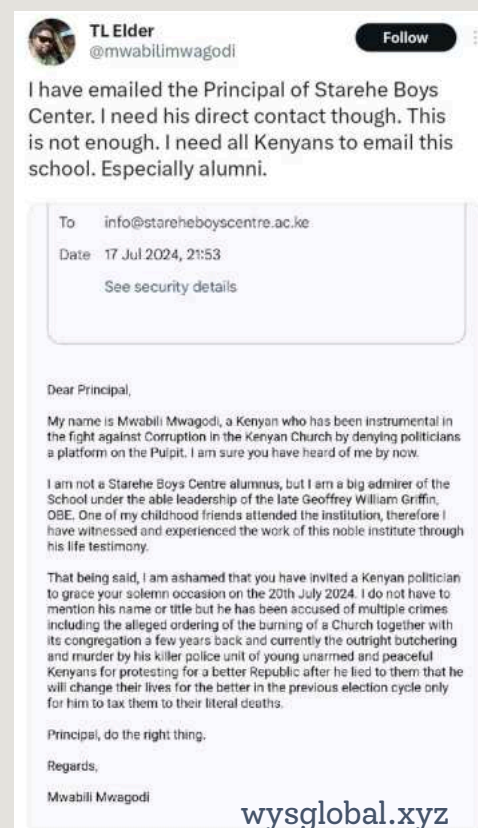 TL Elder
Follow
@mwabilimwagodi
I have emailed the Principal of Starehe Boys
Center. I need his direct contact though. This
is not enough. I need all Kenyans to email this
school. Especially alumni.
To info@stareheboyscentre.ac.ke
Date 17 Jul 2024, 21:53
See security details
Dear Principal,
My name is Mwabili Mwagodi, a Kenyan who has been instrumental in
the fight against Corruption in the Kenyan Church by denying politicians
a platform on the Pulpit. I am sure you have heard of me by now.
I am not a Starehe Boys Centre alumnus, but I am a big admirer of the
School under the able leadership of the late Geoffrey William Griffin,
OBE. One of my childhood friends attended the institution, therefore I
have witnessed and experienced the work of this noble institute through
his life testimony.
That being said, I am ashamed that you have invited a Kenyan politician
to grace your solemn occasion on the 20th July 2024. I do not have to
mention his name or title but he has been accused of multiple crimes
including the alleged ordering of the burning of a Church together with
its congregation a few years back and currently the outright butchering
and murder by his killer police unit of young unarmed and peaceful
Kenyans for protesting for a better Republic after he lied to them that he
will change their lives for the better in the previous election cycle only
for him to tax them to their literal deaths.
Principal, do the right thing.
Regards,
Mwabili Mwagodi
wysglobal.xyz